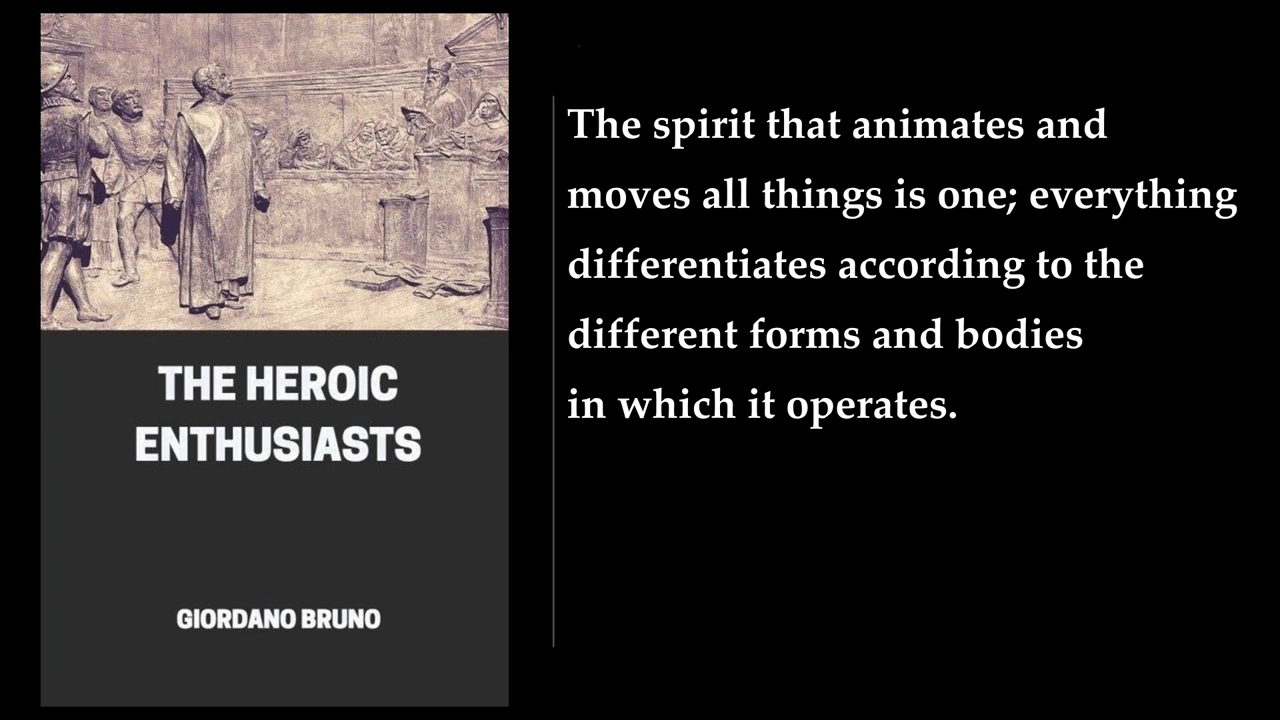 THE HEROIC
ENTHUSIASTS
GIORDANO BRUNO
The spirit that animates and
moves all things is one; everything
differentiates according to the
different forms and bodies
in which it operates.